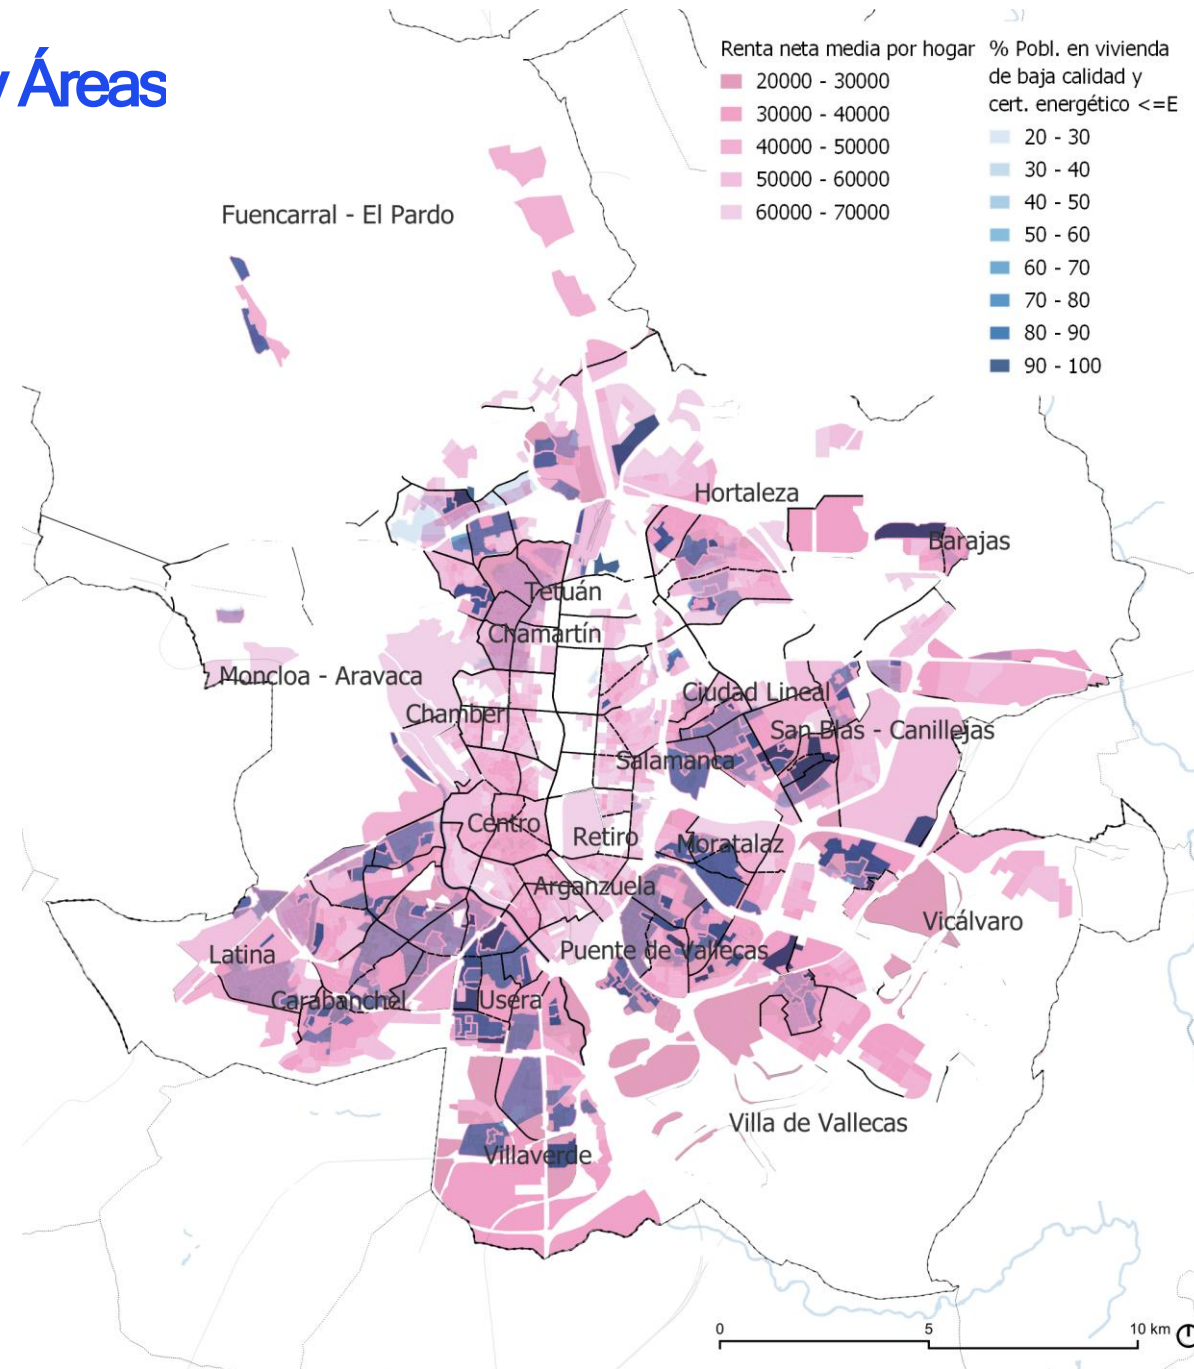 y Áreas
Renta neta media por hogar
20000 - 30000
30000 - 40000
40000 - 50000
50000 - 60000
60000 - 70000
% Pobl. en vivienda
de baja calidad y
cert. energético <=E
20 - 30
30 - 40
40 - 50
50 - 60
60 - 70
70 - 80
80 - 90
90 - 100
Fuencarral - El Pardo
Hortaleza
Barajas
Tetuán
Chamartín
Moncloa - Aravaca
Ciudad Lineal
Chamberí
San Blas - Canillejas
Salamanca
Centro
Retiro
Moratalaz
Arganzuela
Vicálvaro
Latina
Puente de Vallecas
Carabanchel
Usera
Villa de Vallecas
Villaverde
0 5 10 km